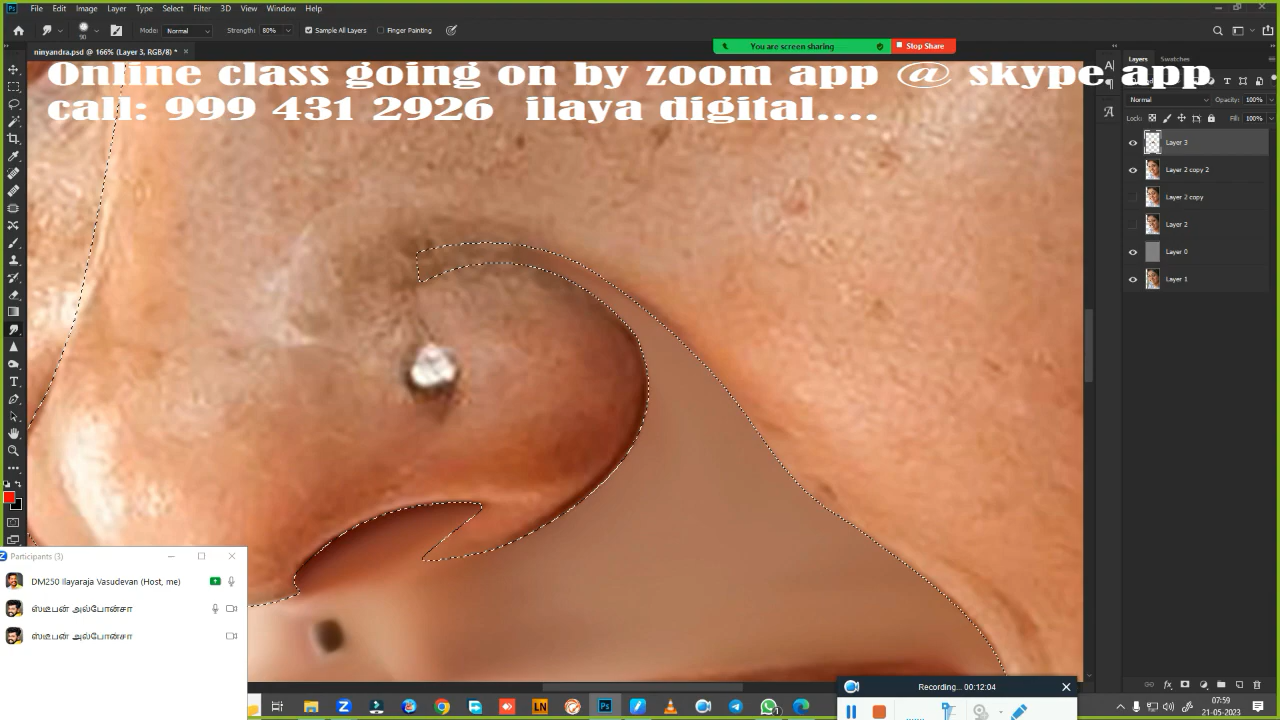 File Edit Image Layer Type Select Filter 3D View Window Help
Mode: Normal Strength: 80% Sample All Layers Finger Painting
90
ninyandra.psd @ 166% (Layer 3, RGB/8) *
You are screen sharing Stop Share
Online class going on by zoom app @ skype app
call: 999 431 2926 ilaya digital....
Layers Swatches
Normal Opacity: 100%
Lock: Fill: 100%
Layer 3
Layer 2 copy 2
Layer 2 copy
Layer 2
Layer 0
Layer 1
Participants (3)
DM250 Ilayaraja Vasudevan (Host, me)
ஸ்டீபன் அல்போன்சா
ஸ்டீபன் அல்போன்சா
Recording... 00:12:04
07:59
21-05-2023